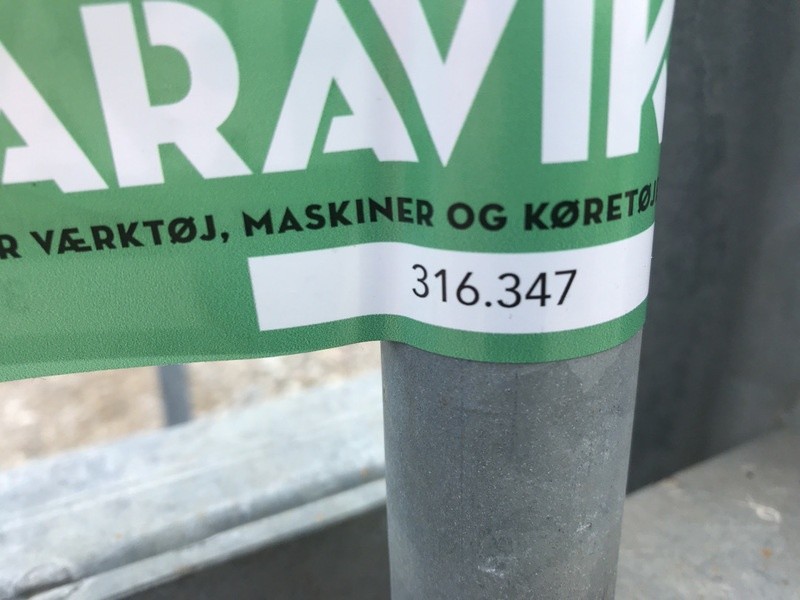 ARAVIK
R VÆRKTØJ, MASKINER OG KØRETØJ
316.347